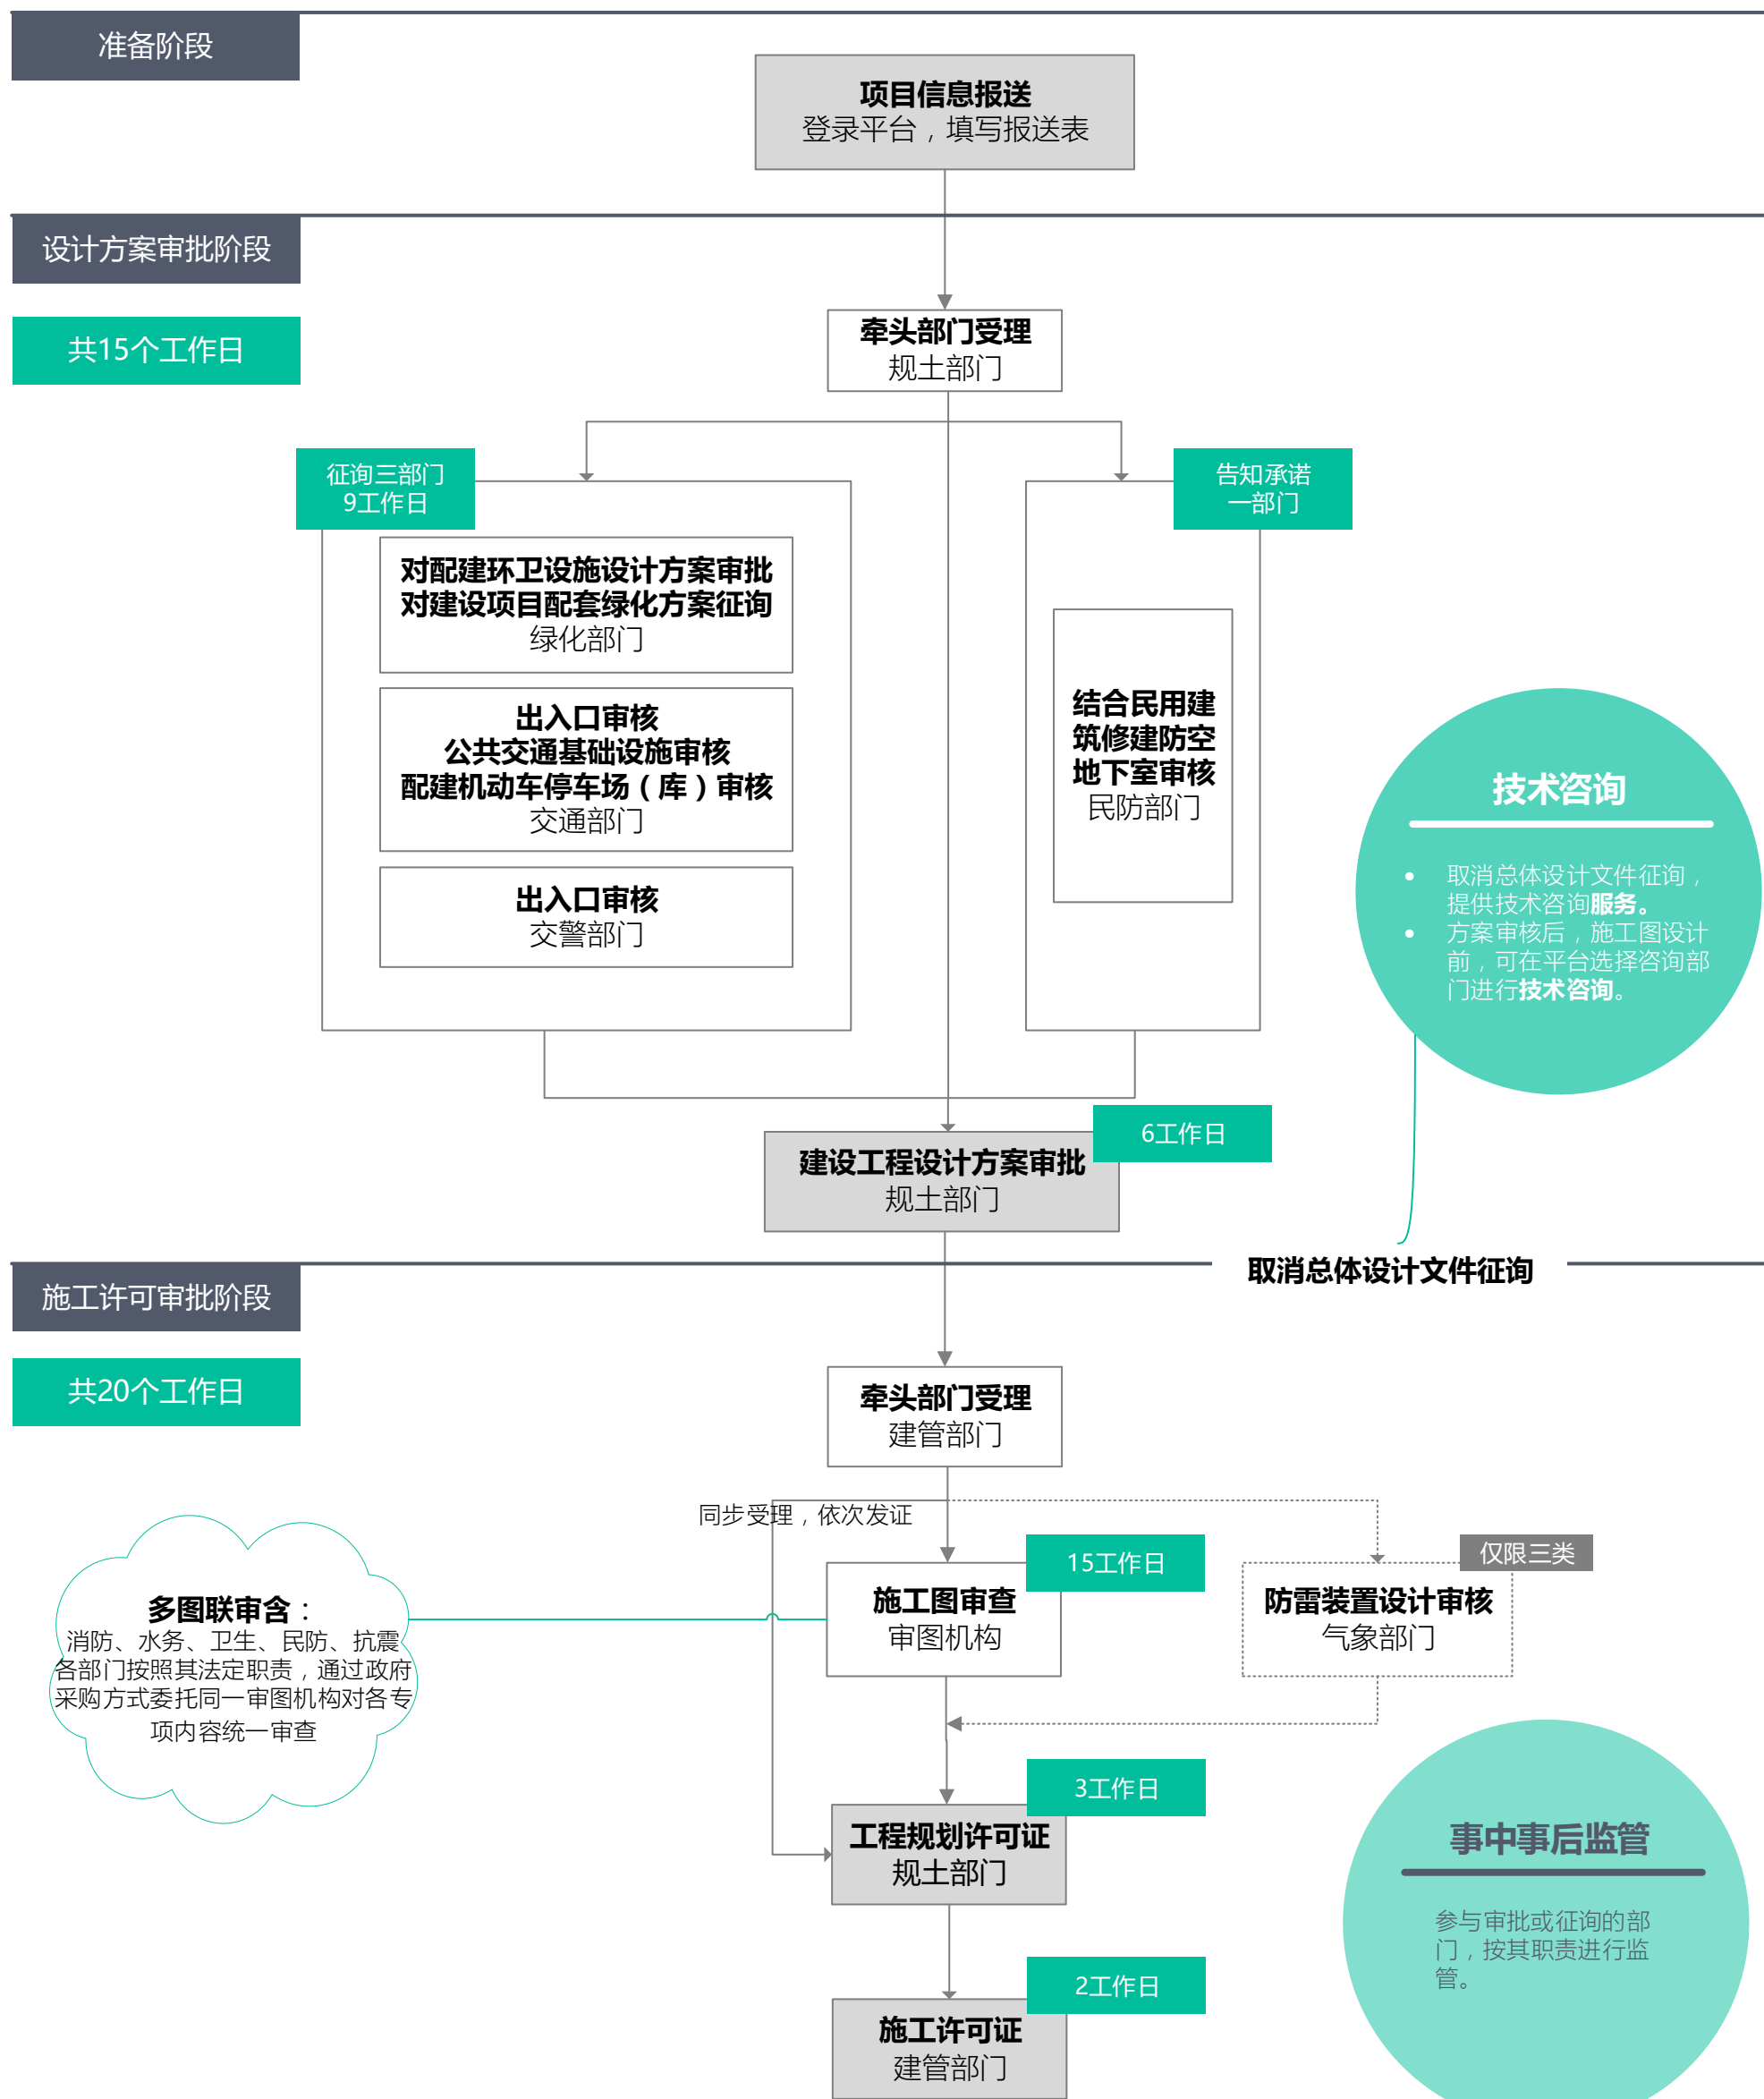 准备阶段
项目信息报送
登录平台，填写报送表
设计方案审批阶段
共15个工作日
牵头部门受理
规土部门
征询三部门
9工作日
告知承诺
一部门
对配建环卫设施设计方案审批
对建设项目配套绿化方案征询
绿化部门
出入口审核
公共交通基础设施审核
配建机动车停车场（库）审核
交通部门
出入口审核
交警部门
结合民用建
筑修建防空
地下室审核
民防部门
技术咨询
取消总体设计文件征询，
提供技术咨询服务。
方案审核后，施工图设计
前，可在平台选择咨询部
门进行技术咨询。
6工作日
建设工程设计方案审批
规土部门
取消总体设计文件征询
施工许可审批阶段
共20个工作日
牵头部门受理
建管部门
同步受理，依次发证
15工作日
仅限三类
施工图审查
审图机构
防雷装置设计审核
气象部门
多图联审含：
消防、水务、卫生、民防、抗震
各部门按照其法定职责，通过政府
采购方式委托同一审图机构对各专
项内容统一审查
3工作日
工程规划许可证
规土部门
事中事后监管
参与审批或征询的部
门，按其职责进行监
管。
2工作日
施工许可证
建管部门